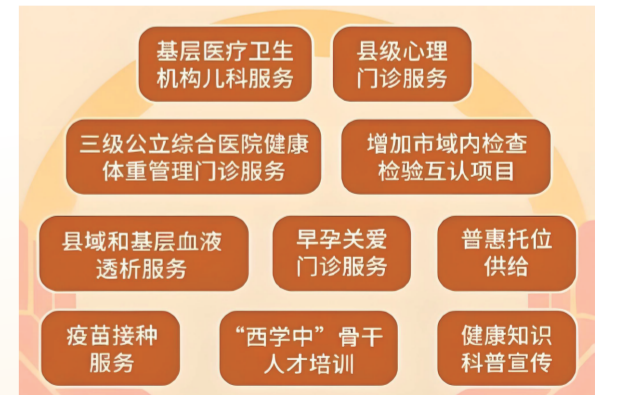 基层医疗卫生
机构儿科服务
县级心理
门诊服务
三级公立综合医院健康
体重管理门诊服务
增加市域内检查
检验互认项目
县域和基层血液
透析服务
早孕关爱
门诊服务
普惠托位
供给
疫苗接种
服务
“西学中”骨干
人才培训
健康知识
科普宣传